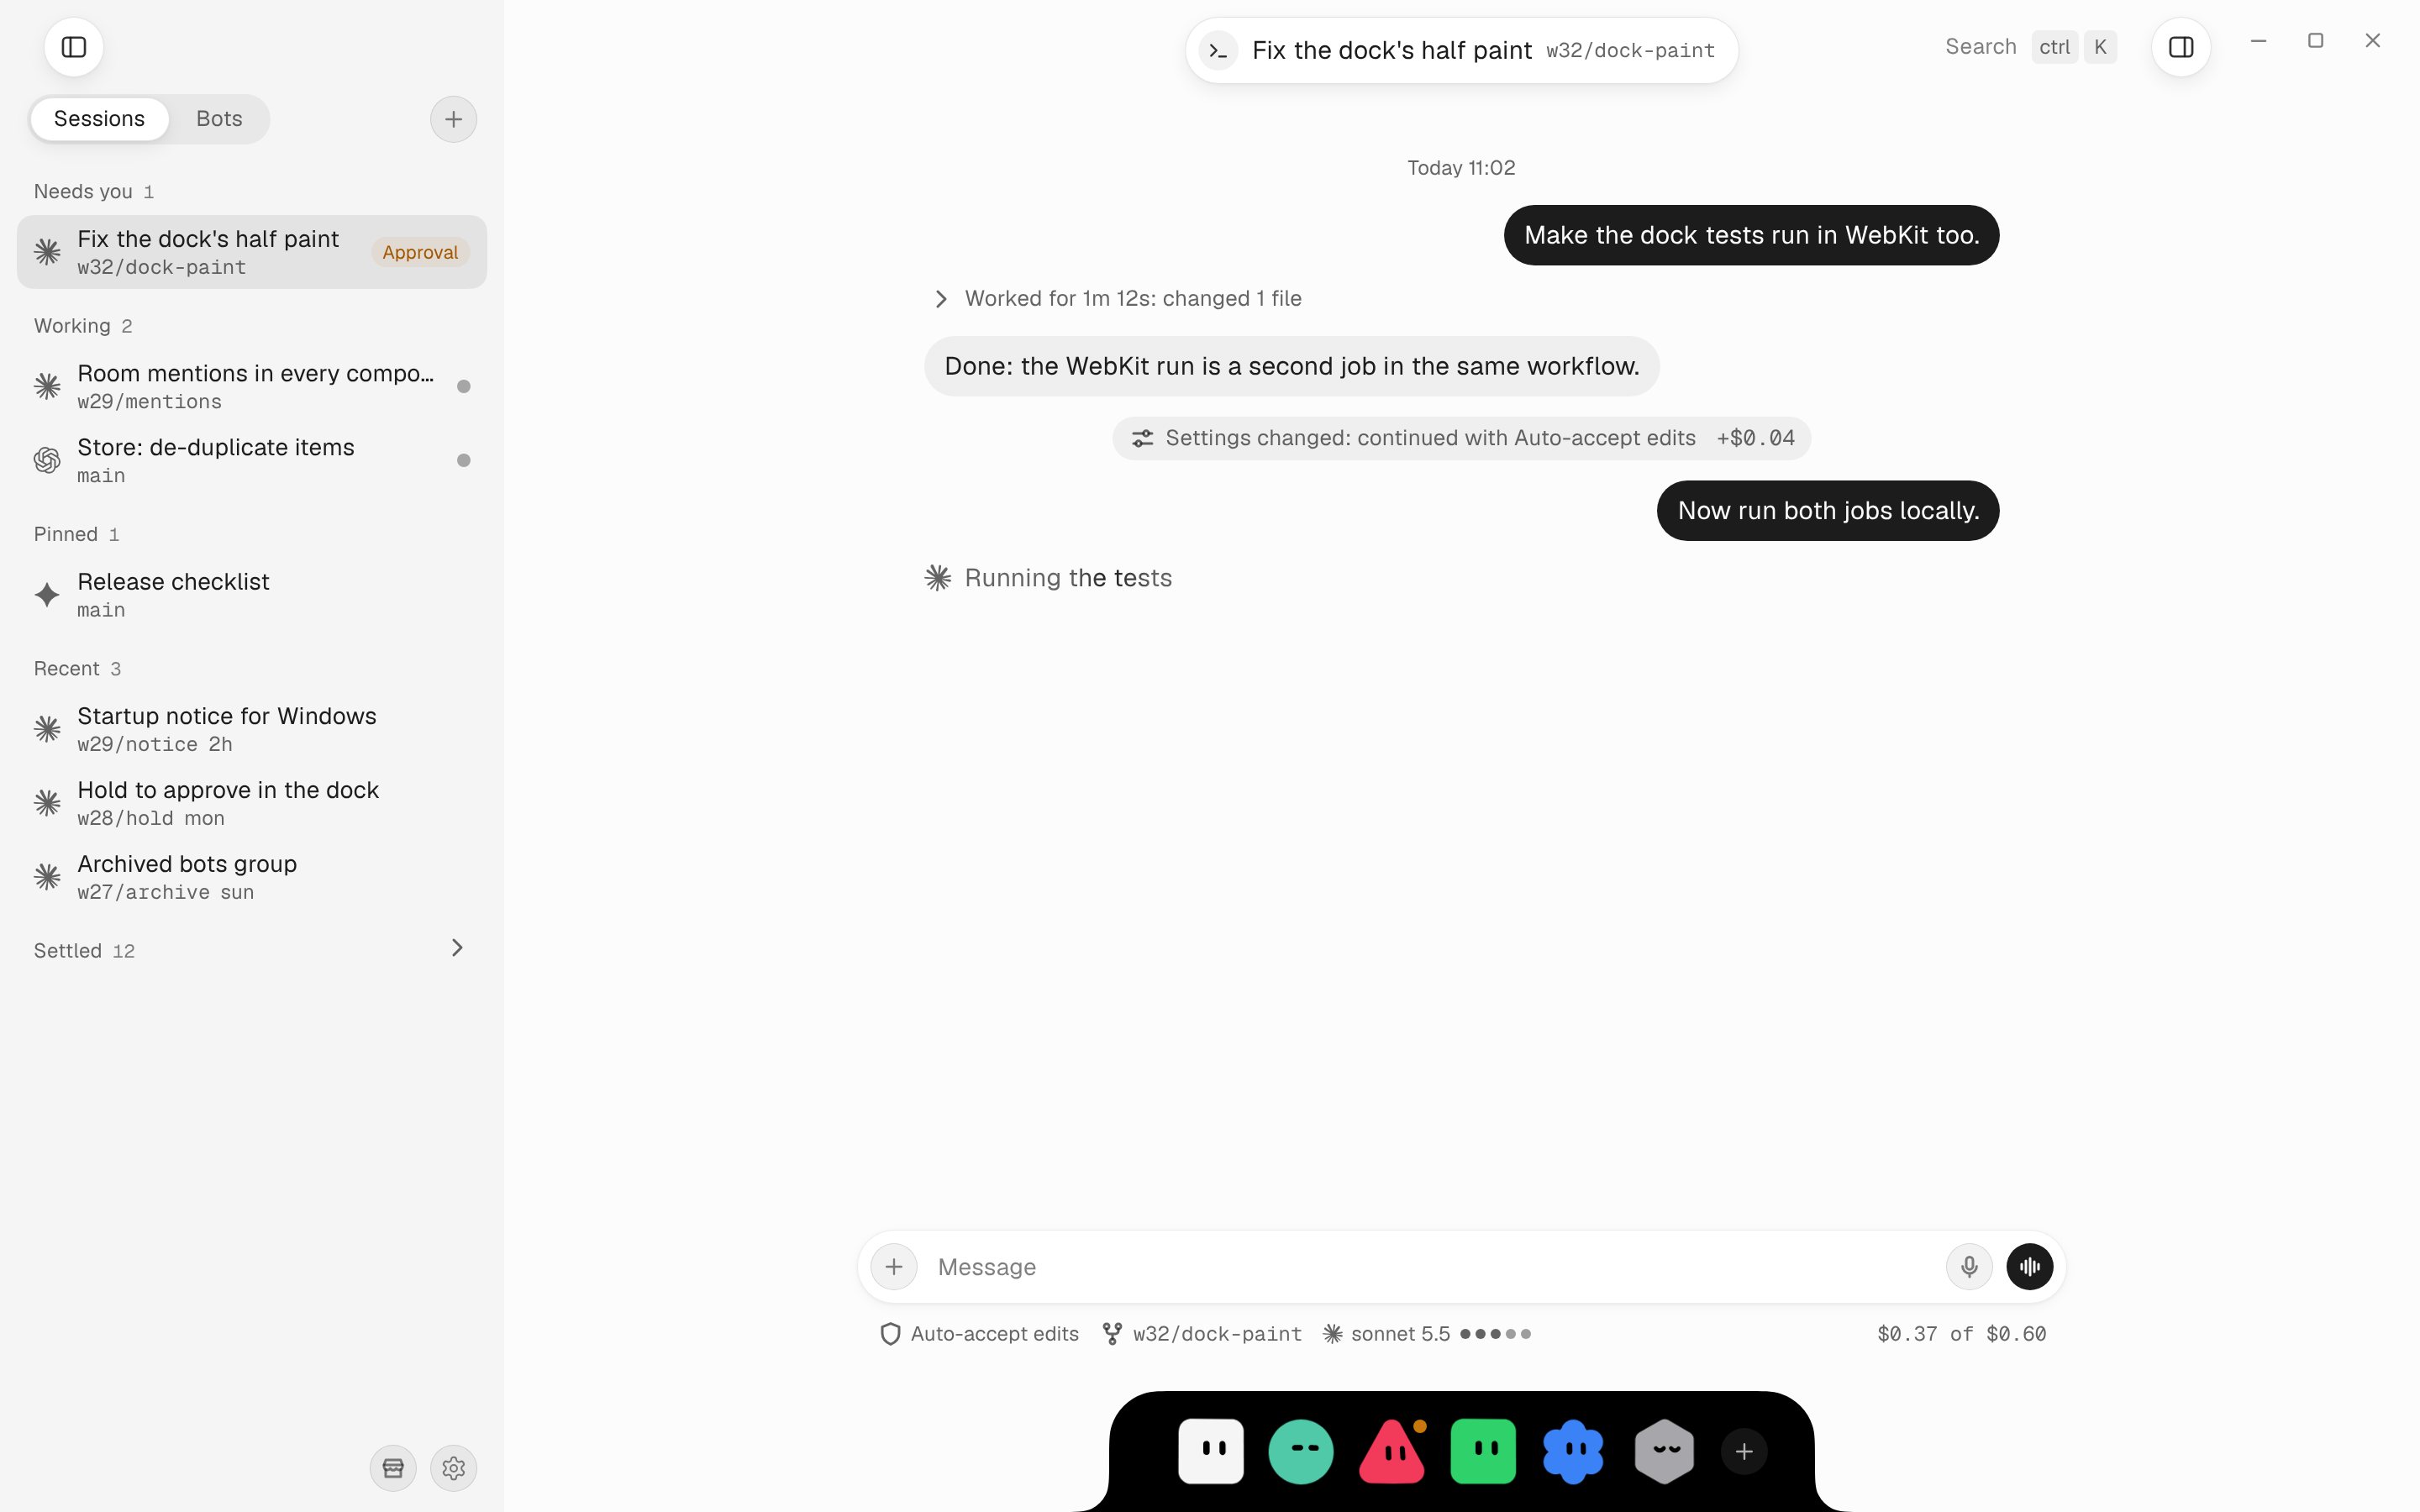 Fix the dock's half paint w32/dock-paint
Search ctrl K
Sessions Bots
Needs you 1
Fix the dock's half paint
w32/dock-paint
Approval
Working 2
Room mentions in every compo...
w29/mentions
Store: de-duplicate items
main
Pinned 1
Release checklist
main
Recent 3
Startup notice for Windows
w29/notice 2h
Hold to approve in the dock
w28/hold mon
Archived bots group
w27/archive sun
Settled 12
Today 11:02
Make the dock tests run in WebKit too.
Worked for 1m 12s: changed 1 file
Done: the WebKit run is a second job in the same workflow.
Settings changed: continued with Auto-accept edits +$0.04
Now run both jobs locally.
Running the tests
Message
Auto-accept edits w32/dock-paint sonnet 5.5 $0.37 of $0.60